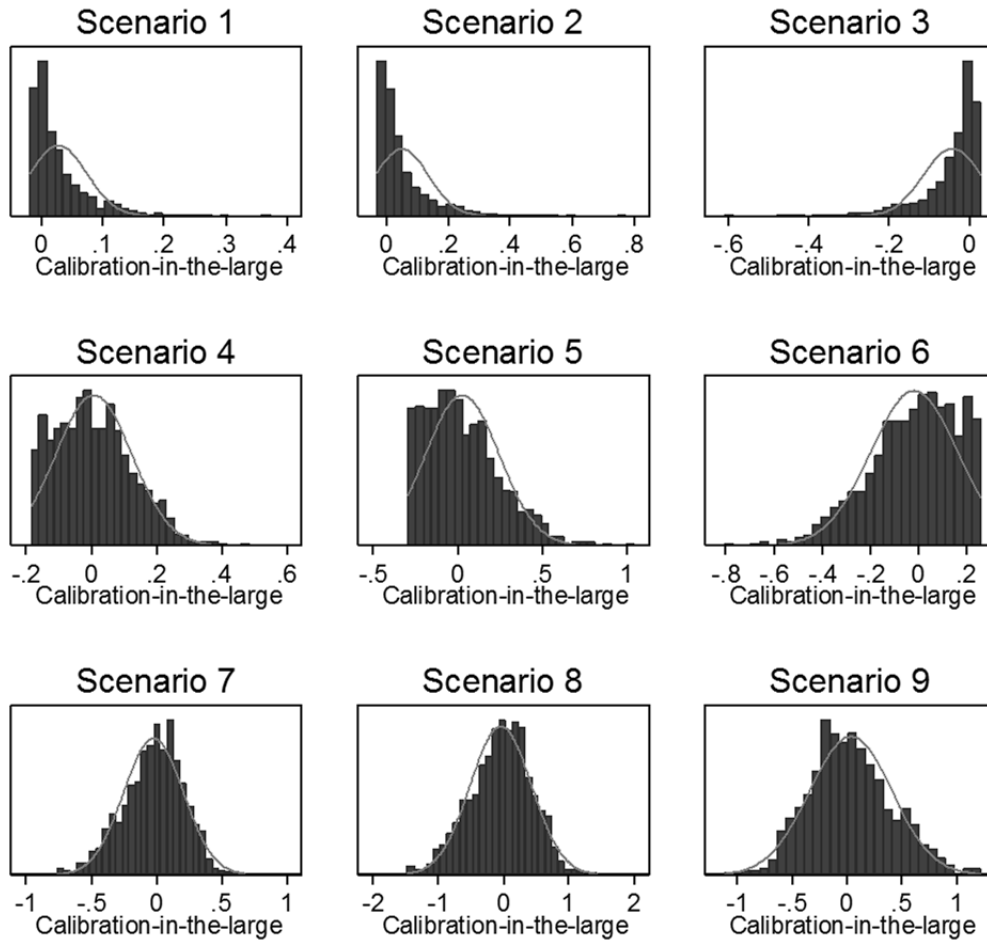 Scenario 1 Scenario 2 Scenario 3
0 .1 .2 .3 .4 0 .2 .4 .6 .8 -.6 -.4 -.2 0
Calibration-in-the-large Calibration-in-the-large Calibration-in-the-large
Scenario 4 Scenario 5 Scenario 6
-.2 0 .2 .4 .6 -.5 0 .5 1 -.8 -.6 -.4 -.2 0 .2
Calibration-in-the-large Calibration-in-the-large Calibration-in-the-large
Scenario 7 Scenario 8 Scenario 9
-1 -.5 0 .5 1 -2 -1 0 1 2 -1 -.5 0 .5 1
Calibration-in-the-large Calibration-in-the-large Calibration-in-the-large